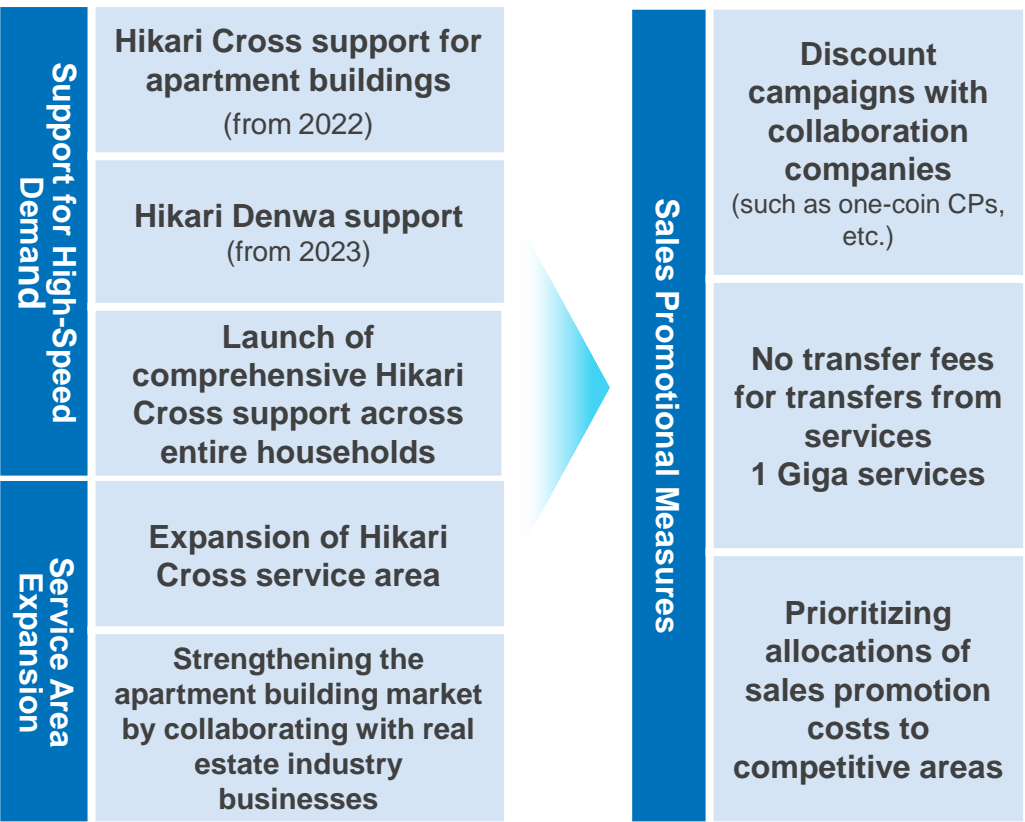 Support for High-Speed
Demand
Hikari Cross support for
apartment buildings
(from 2022)
Hikari Denwa support
(from 2023)
Launch of
comprehensive Hikari
Cross support across
entire households
Service Area
Expansion
Expansion of Hikari
Cross service area
Strengthening the
apartment building market
by collaborating with real
estate industry
businesses
Sales Promotional Measures
Discount
campaigns with
collaboration
companies
(such as one-coin CPs,
etc.)
No transfer fees
for transfers from
services
1 Giga services
Prioritizing
allocations of
sales promotion
costs to
competitive areas